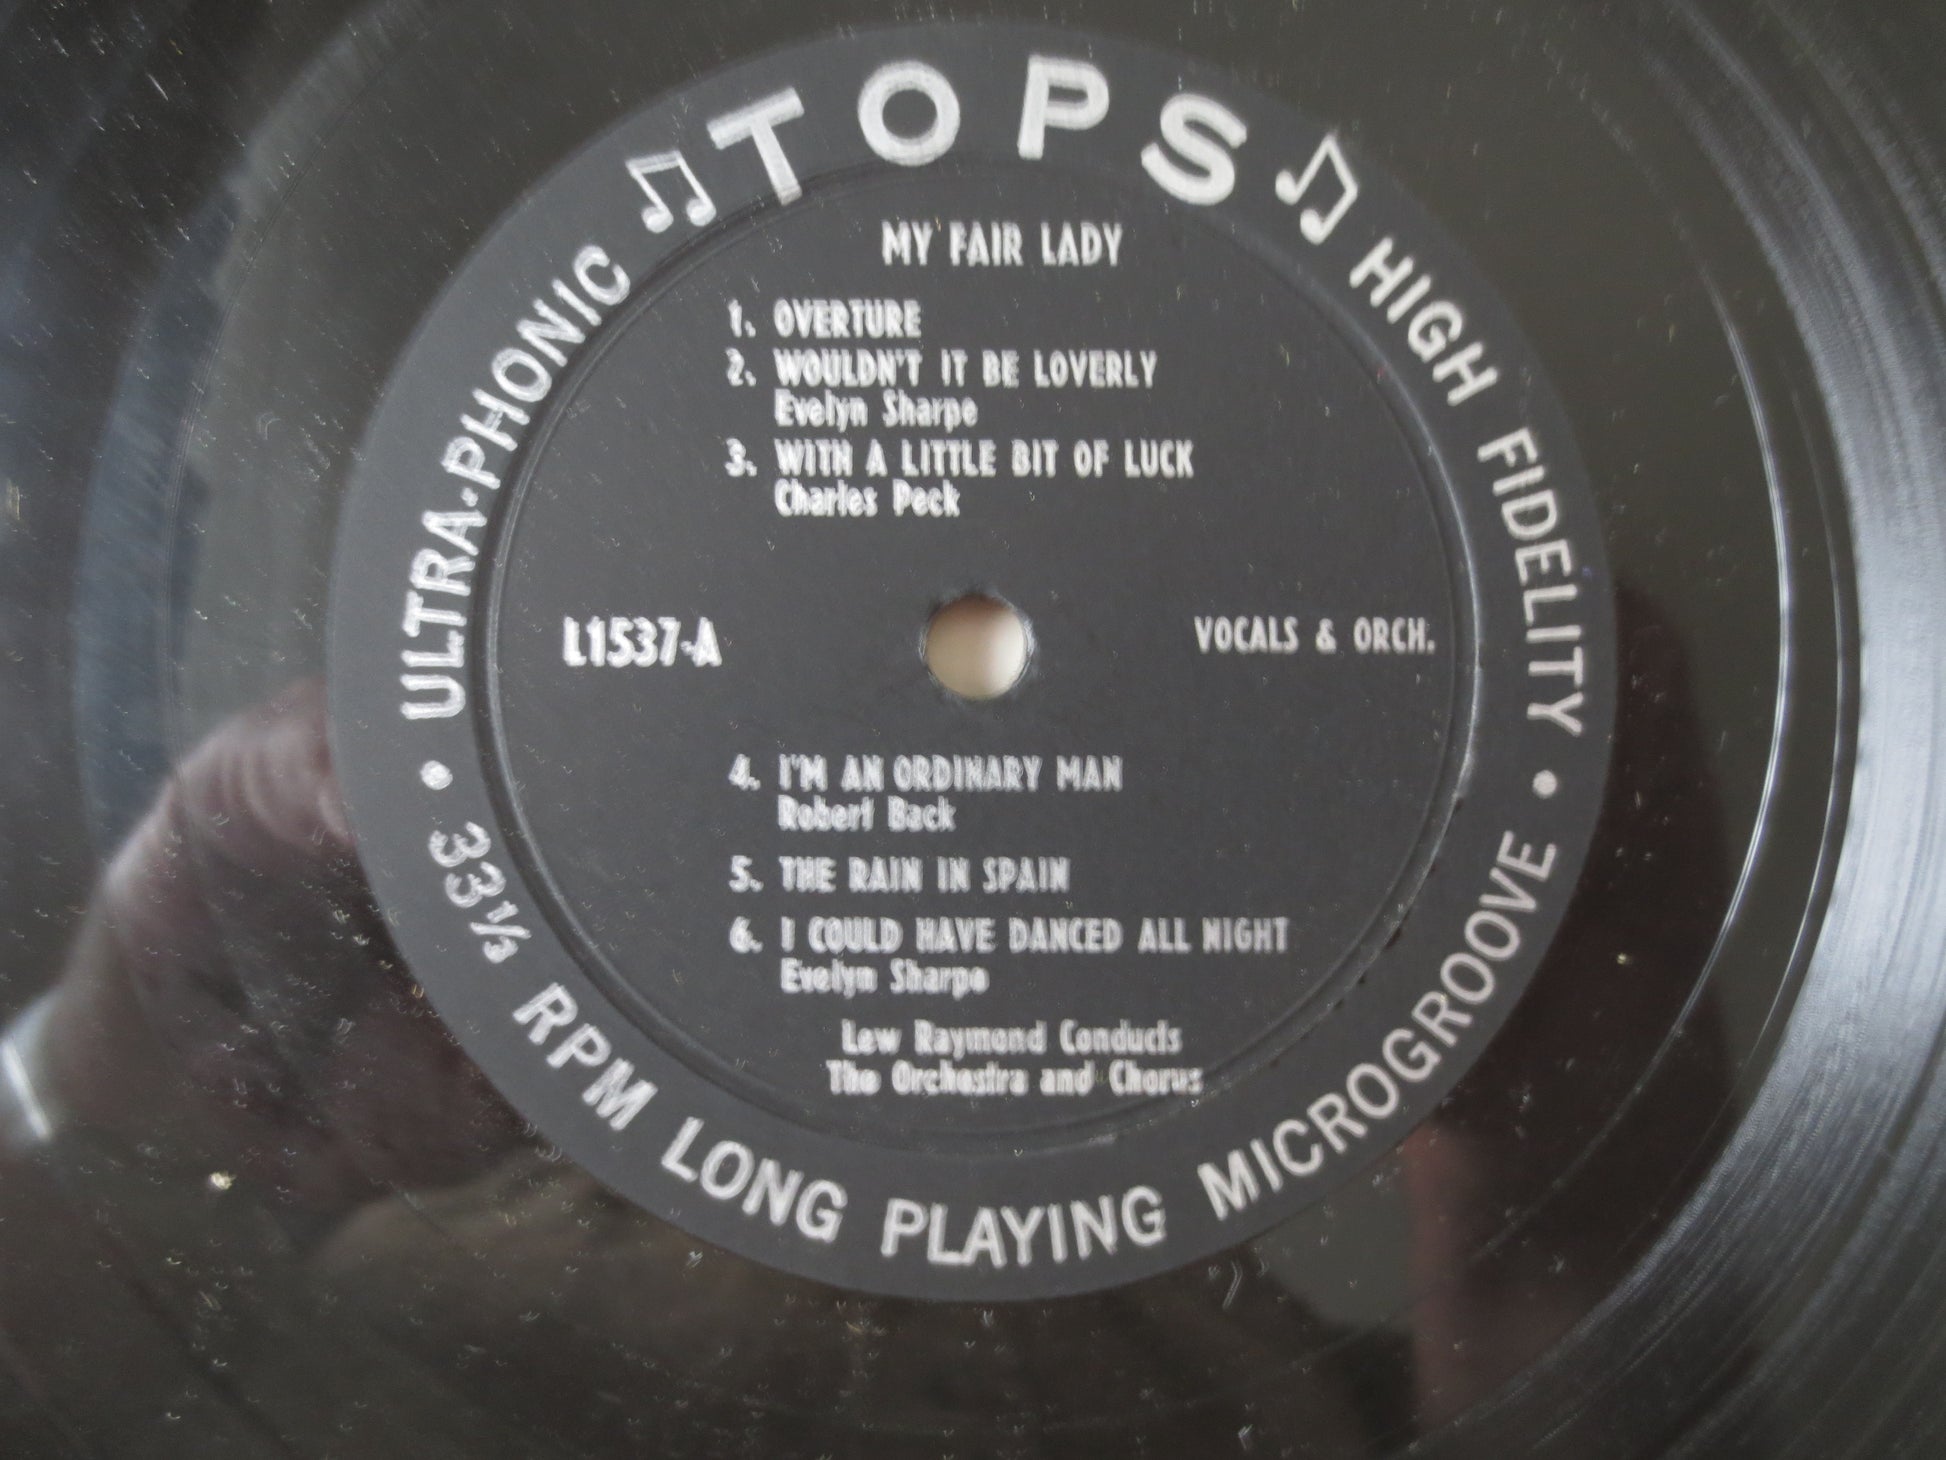 TOPS
ULTRA-PHONIC
HIGH FIDELITY
MY FAIR LADY
1. OVERTURE
2. WOULDN'T IT BE LOVERLY
Evelyn Sharpe
3. WITH A LITTLE BIT OF LUCK
Charles Peck
L1537-A
VOCALS & ORCH.
4. I'M AN ORDINARY MAN
Robert Back
5. THE RAIN IN SPAIN
6. I COULD HAVE DANCED ALL NIGHT
Evelyn Sharpe
Lew Raymond Conducts
The Orchestra and Chorus
• 33⅓ RPM LONG PLAYING MICROGROOVE •